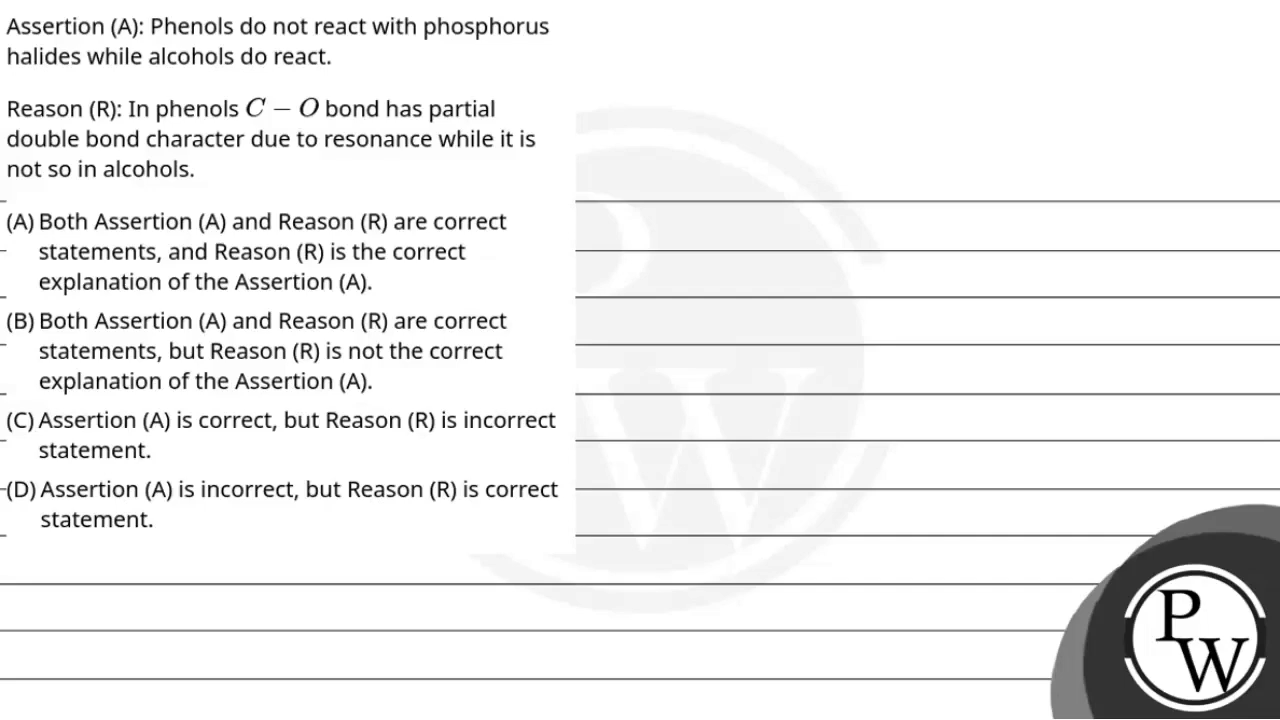 Assertion (A): Phenols do not react with phosphorus
halides while alcohols do react.
Reason (R): In phenols C − O bond has partial
double bond character due to resonance while it is
not so in alcohols.
(A) Both Assertion (A) and Reason (R) are correct
statements, and Reason (R) is the correct
explanation of the Assertion (A).
(B) Both Assertion (A) and Reason (R) are correct
statements, but Reason (R) is not the correct
explanation of the Assertion (A).
(C) Assertion (A) is correct, but Reason (R) is incorrect
statement.
(D) Assertion (A) is incorrect, but Reason (R) is correct
statement.
P
W